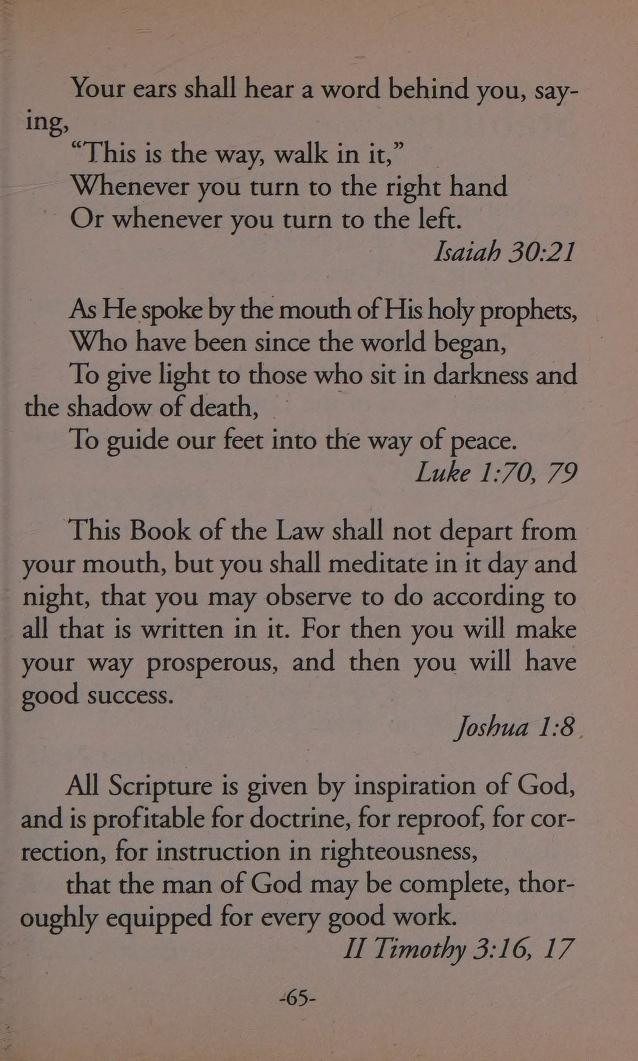 Your ears shall hear a word behind you, say-
ing,
“This is the way, walk in it,”
Whenever you turn to the right hand
Or whenever you turn to the left.
Isaiah 30:21
As He spoke by the mouth of His holy prophets,
Who have been since the world began,
To give light to those who sit in darkness and
the shadow of death,
To guide our feet into the way of peace.
Luke 1:70, 79
This Book of the Law shall not depart from
your mouth, but you shall meditate in it day and
night, that you may observe to do according to
all that is written in it. For then you will make
your way prosperous, and then you will have
good success.
Joshua 1:8
All Scripture is given by inspiration of God,
and is profitable for doctrine, for reproof, for cor-
rection, for instruction in righteousness,
that the man of God may be complete, thor-
oughly equipped for every good work.
II Timothy 3:16, 17
-65-